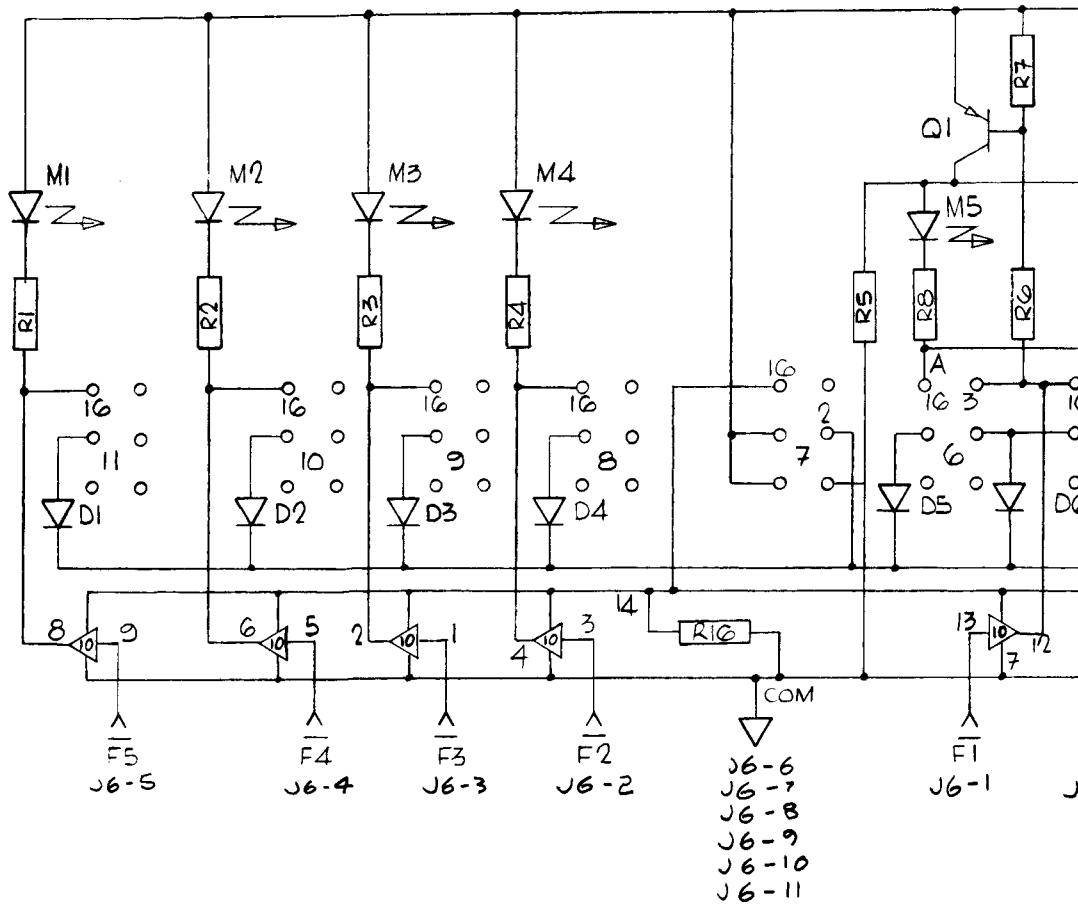 R7
Q1
M1 M2 M3 M4
M5
R1 R2 R3 R4 R5 R8 R6
A
16 16 16 16 16 16 3
2
11 10 9 8 7 6
D1 D2 D3 D4 D5 D6
14
8 10 9 6 10 5 2 10 1 4 10 3 R16 13 10 12
7
COM
F5 F4 F3 F2 F1
J6-5 J6-4 J6-3 J6-2 J6-1 J
J6-6
J6-7
J6-8
J6-9
J6-10
J6-11